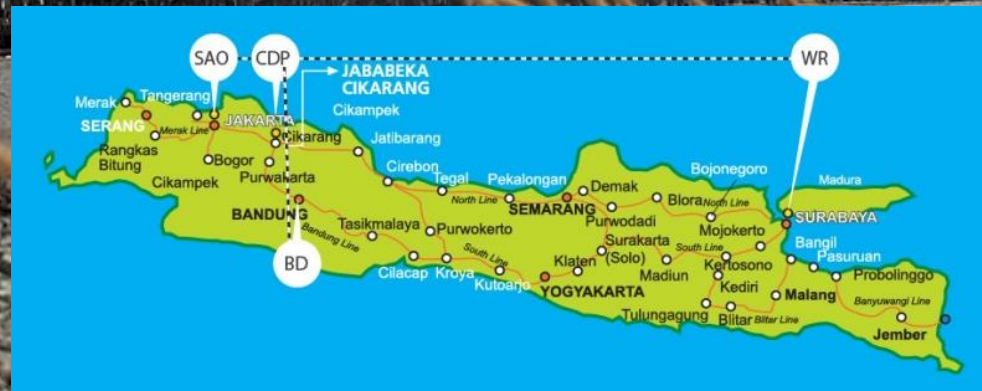 SAO
CDP
WR
JABABEKA
CIKARANG
Merak
Tangerang
SERANG
Merak Line
JAKARTA
Cikampek
Cikarang
Jatibarang
Rangkas
Bitung
Bogor
Cikampek
Purwakarta
Cirebon
Tegal
North Line
Pekalongan
SEMARANG
Demak
Bojonegoro
Blora
North Line
Madura
SURABAYA
BANDUNG
Bandung Line
Tasikmalaya
Purwokerto
Purwodadi
Mojokerto
Surakarta
(Solo)
South Line
South Line
Bangil
Pasuruan
BD
Cilacap
Kroya
Kutoarjo
Klaten
YOGYAKARTA
Madiun
Kertosono
Kediri
Probolinggo
Malang
Banyuwangi Line
Tulungagung
Blitar
Blitar Line
Jember